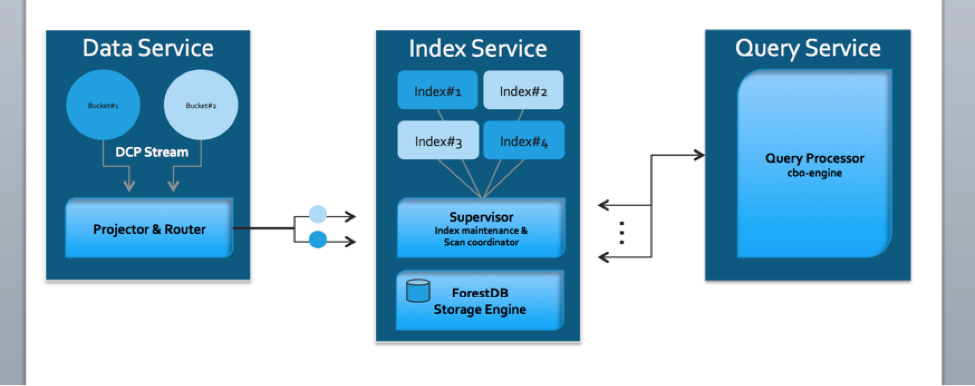 Data Service
Bucket#1
Bucket#2
DCP Stream
Projector & Router
Index Service
Index#1
Index#2
Index#3
Index#4
Supervisor
Index maintenance &
Scan coordinator
ForestDB
Storage Engine
Query Service
Query Processor
cbq-engine